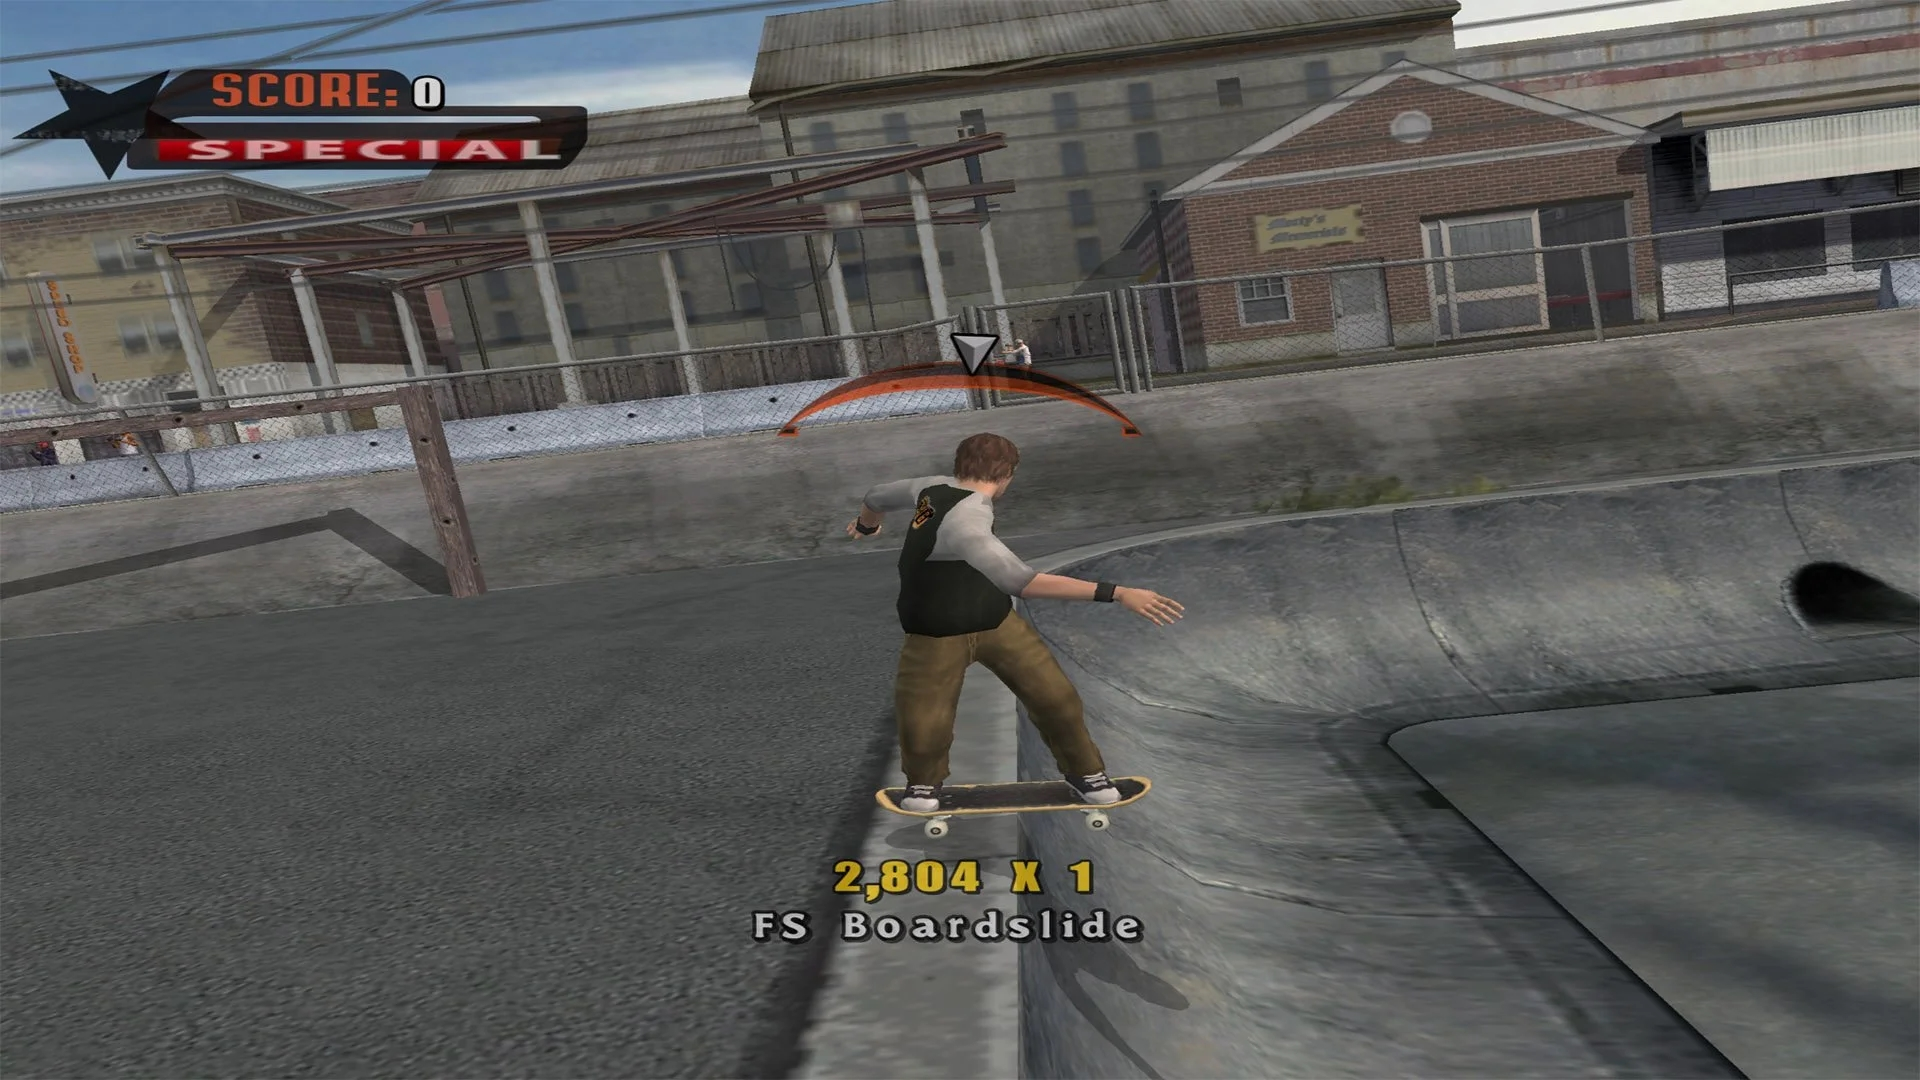 SCORE: 0
SPECIAL
2,804 X 1
FS Boardslide